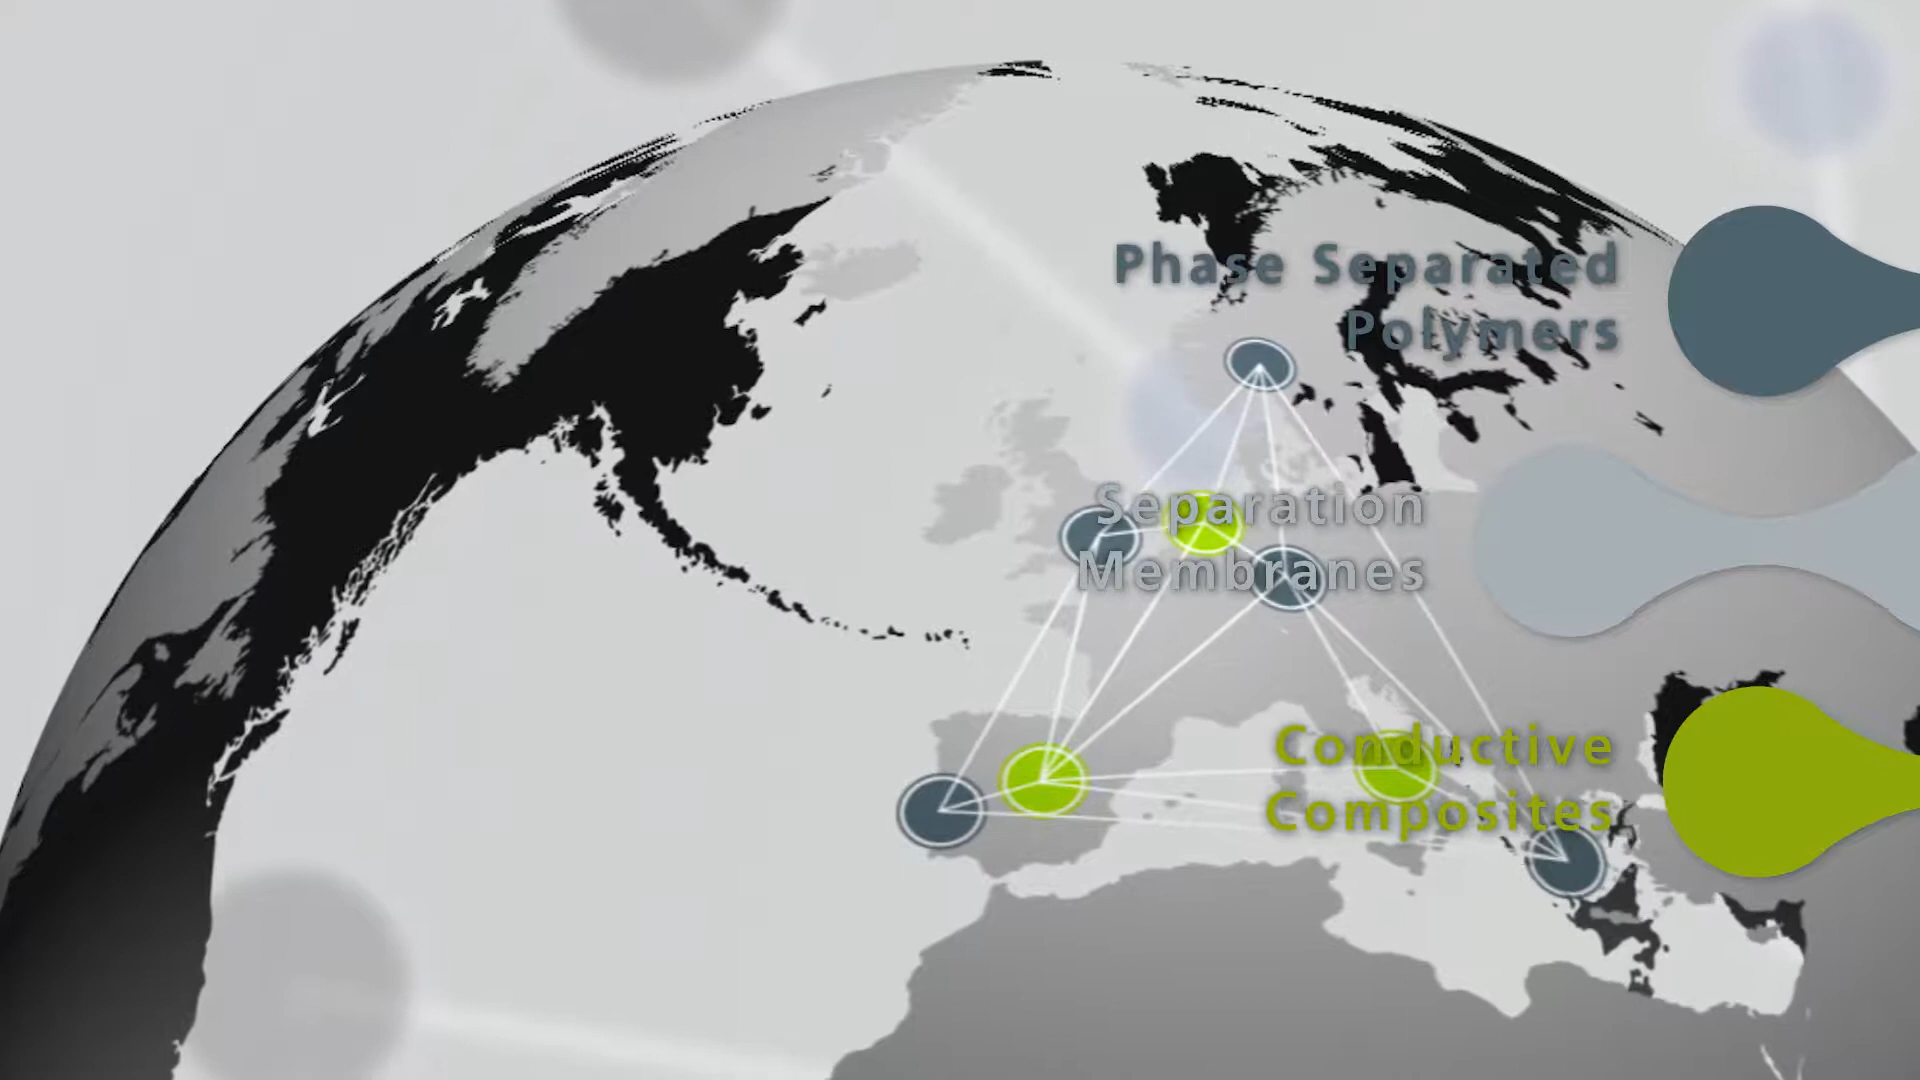 Phase Separated
Polymers
Separation
Membranes
Conductive
Composites